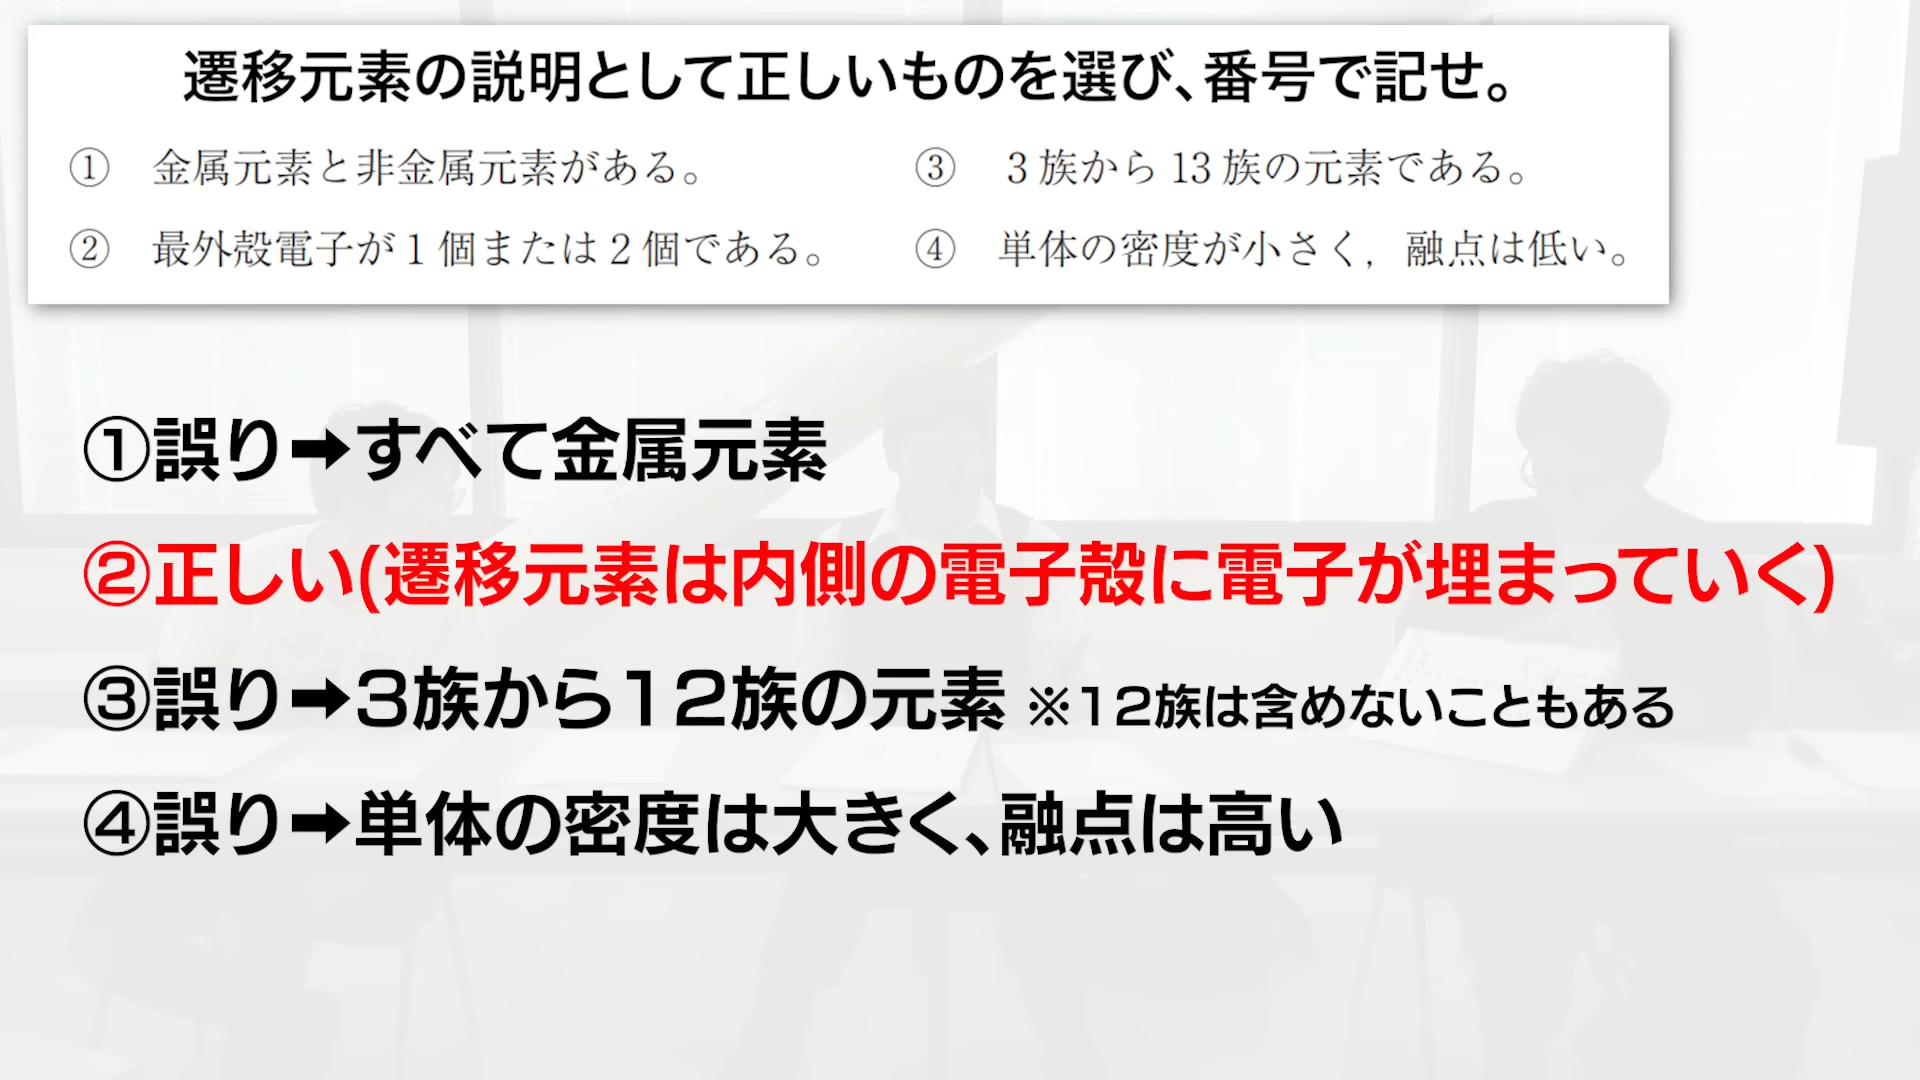 遷移元素の説明として正しいものを選び、番号で記せ。
① 金属元素と非金属元素がある。
② 最外殻電子が1個または2個である。
③ 3族から13族の元素である。
④ 単体の密度が小さく，融点は低い。
①誤り➡すべて金属元素
②正しい(遷移元素は内側の電子殻に電子が埋まっていく)
③誤り➡3族から12族の元素 ※12族は含めないこともある
④誤り➡単体の密度は大きく、融点は高い